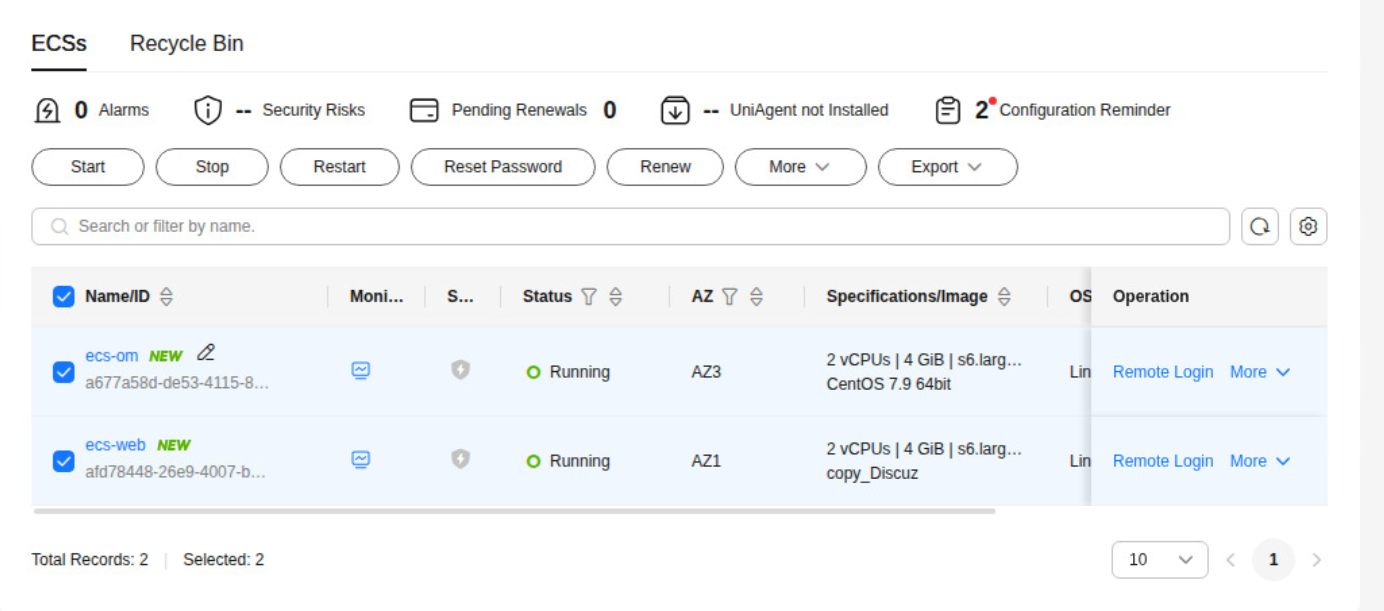 ECSs Recycle Bin
0 Alarms -- Security Risks Pending Renewals 0 -- UniAgent not Installed 2 Configuration Reminder
Start Stop Restart Reset Password Renew More Export
Search or filter by name.
Name/ID Moni... S... Status AZ Specifications/Image OS Operation
ecs-om NEW
a677a58d-de53-4115-8...
Running AZ3
2 vCPUs | 4 GiB | s6.larg...
CentOS 7.9 64bit
Lin Remote Login More
ecs-web NEW
afd78448-26e9-4007-b...
Running AZ1
2 vCPUs | 4 GiB | s6.larg...
copy_Discuz
Lin Remote Login More
Total Records: 2 Selected: 2 10 1